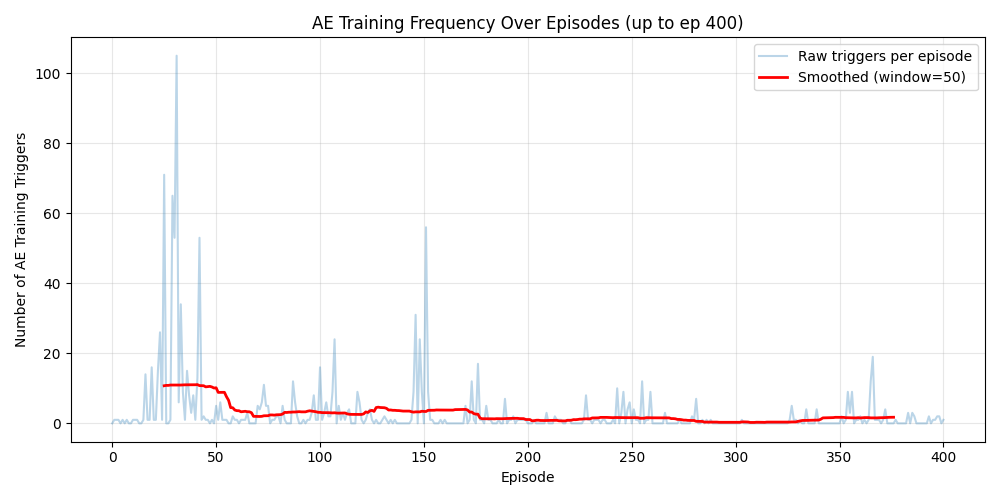 AE Training Frequency Over Episodes (up to ep 400)
Raw triggers per episode
Smoothed (window=50)
Number of AE Training Triggers
100
80
60
40
20
0
0 50 100 150 200 250 300 350 400
Episode